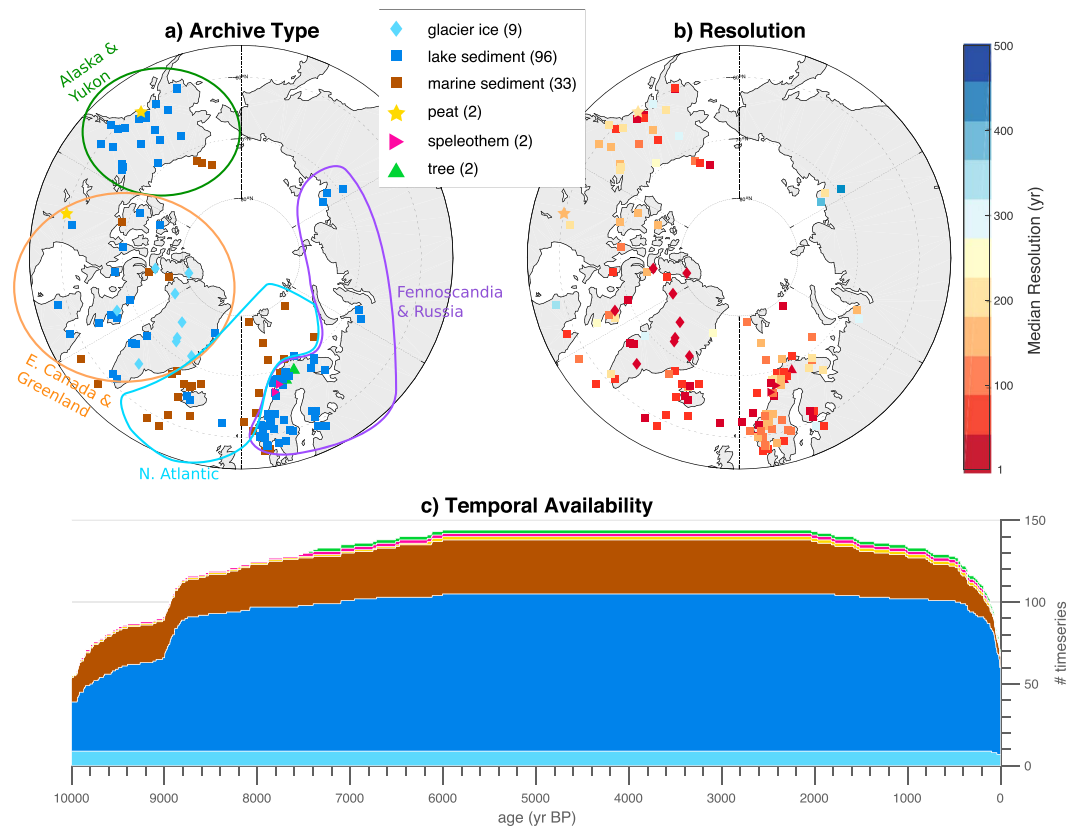 a) Archive Type
glacier ice (9)
lake sediment (96)
marine sediment (33)
peat (2)
speleothem (2)
tree (2)
b) Resolution
Alaska &
Yukon
E. Canada &
Greenland
N. Atlantic
Fennoscandia
& Russia
80°N
80°N
500
400
300
200
100
1
Median Resolution (yr)
c) Temporal Availability
150
100
50
0
# timeseries
10000
9000
8000
7000
6000
5000
4000
3000
2000
1000
0
age (yr BP)